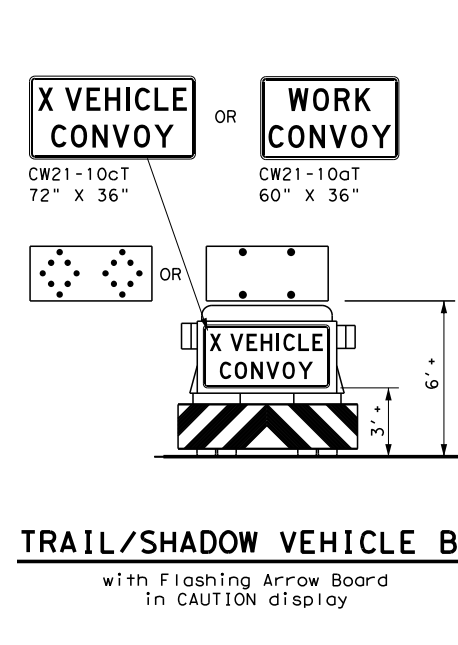 X VEHICLE
CONVOY
OR
WORK
CONVOY
CW21-10cT
72" X 36"
CW21-10aT
60" X 36"
OR
X VEHICLE
CONVOY
6' +
3' +
TRAIL/SHADOW VEHICLE B
with Flashing Arrow Board
in CAUTION display